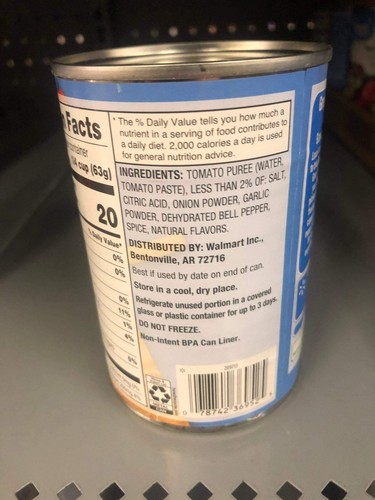 Facts
container
cup (63g)
20
% Daily Value*
0%
0%
0%
11%
1%
4%
* The % Daily Value tells you how much a
nutrient in a serving of food contributes to
a daily diet. 2,000 calories a day is used
for general nutrition advice.
INGREDIENTS: TOMATO PUREE (WATER,
TOMATO PASTE), LESS THAN 2% OF: SALT,
CITRIC ACID, ONION POWDER, GARLIC
POWDER, DEHYDRATED BELL PEPPER,
SPICE, NATURAL FLAVORS.
DISTRIBUTED BY: Walmart Inc.,
Bentonville, AR 72716
Best if used by date on end of can.
Store in a cool, dry place.
Refrigerate unused portion in a covered
glass or plastic container for up to 3 days.
DO NOT FREEZE.
Non-Intent BPA Can Liner.
0 78742 36952